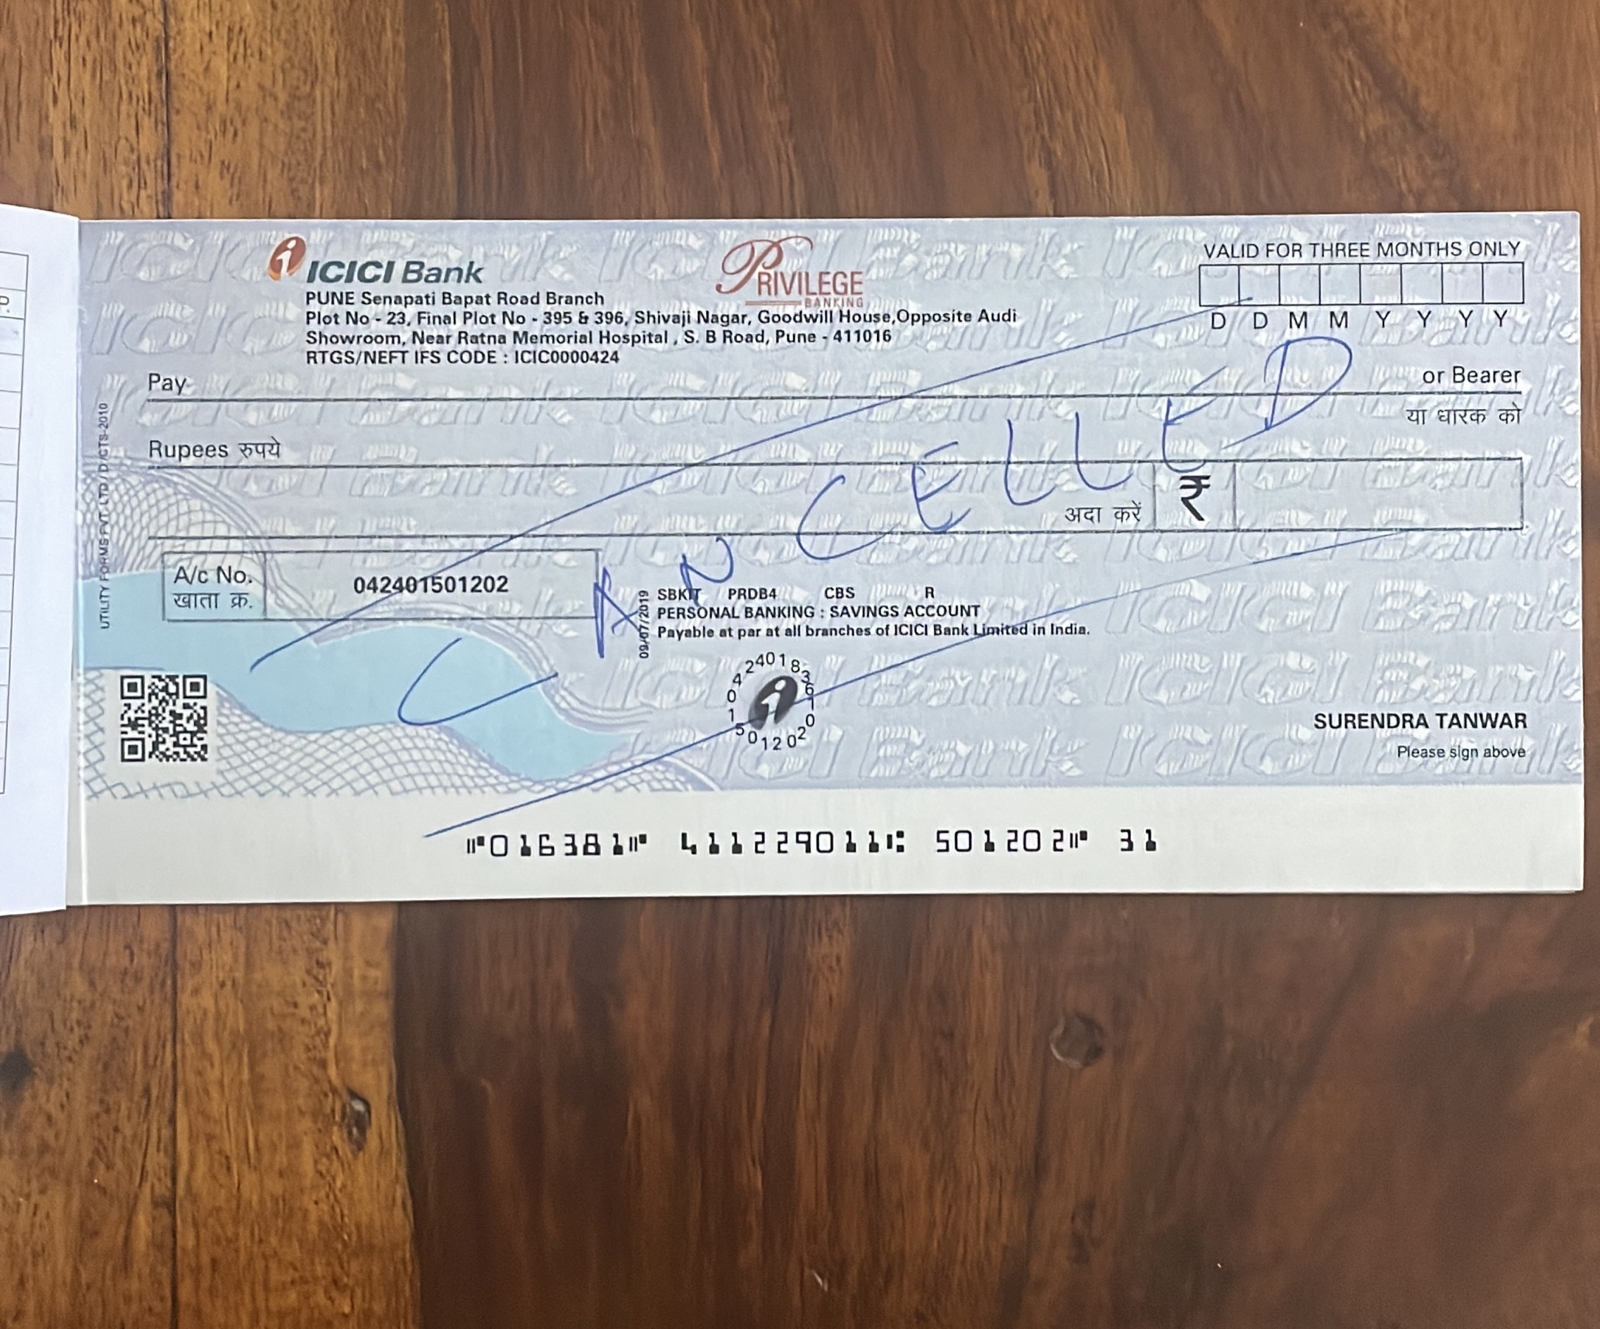 ICICI Bank
PRIVILEGE
BANKING
PUNE Senapati Bapat Road Branch
Plot No - 23, Final Plot No - 395 & 396, Shivaji Nagar, Goodwill House,Opposite Audi
Showroom, Near Ratna Memorial Hospital , S. B Road, Pune - 411016
RTGS/NEFT IFS CODE : ICIC0000424
VALID FOR THREE MONTHS ONLY
D D M M Y Y Y Y
Pay
or Bearer
या धारक को
Rupees रुपये
अदा करें ₹
CANCELLED
A/c No.
खाता क्र.
042401501202
SBKIT PRDB4 CBS R
PERSONAL BANKING : SAVINGS ACCOUNT
Payable at par at all branches of ICICI Bank Limited in India.
09/07/2019
UTILITY FORMS PVT. LTD / D / CTS-2010
SURENDRA TANWAR
Please sign above
⑈016381⑈ 411229011⑆ 501202⑈ 31